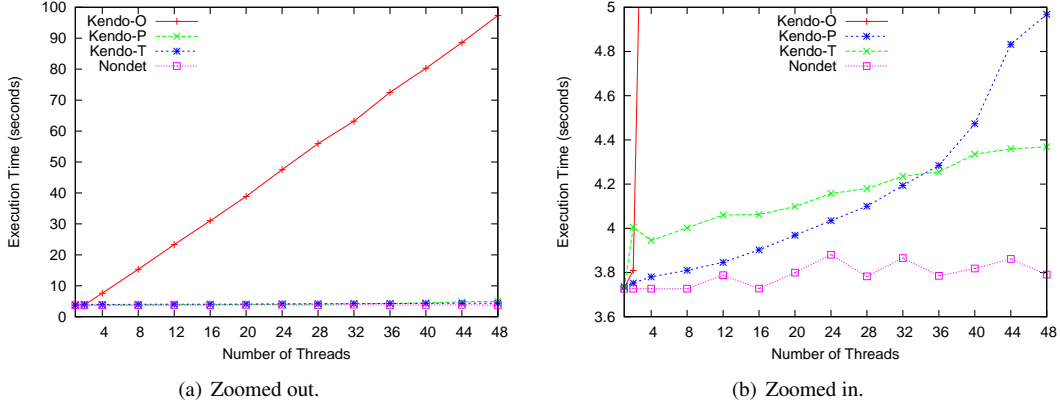 Kendo-O
Kendo-P
Kendo-T
Nondet
100
90
80
70
60
50
40
30
20
10
0
Execution Time (seconds)
4 8 12 16 20 24 28 32 36 40 44 48
Number of Threads
(a) Zoomed out.
Kendo-O
Kendo-P
Kendo-T
Nondet
5
4.8
4.6
4.4
4.2
4
3.8
3.6
Execution Time (seconds)
4 8 12 16 20 24 28 32 36 40 44 48
Number of Threads
(b) Zoomed in.